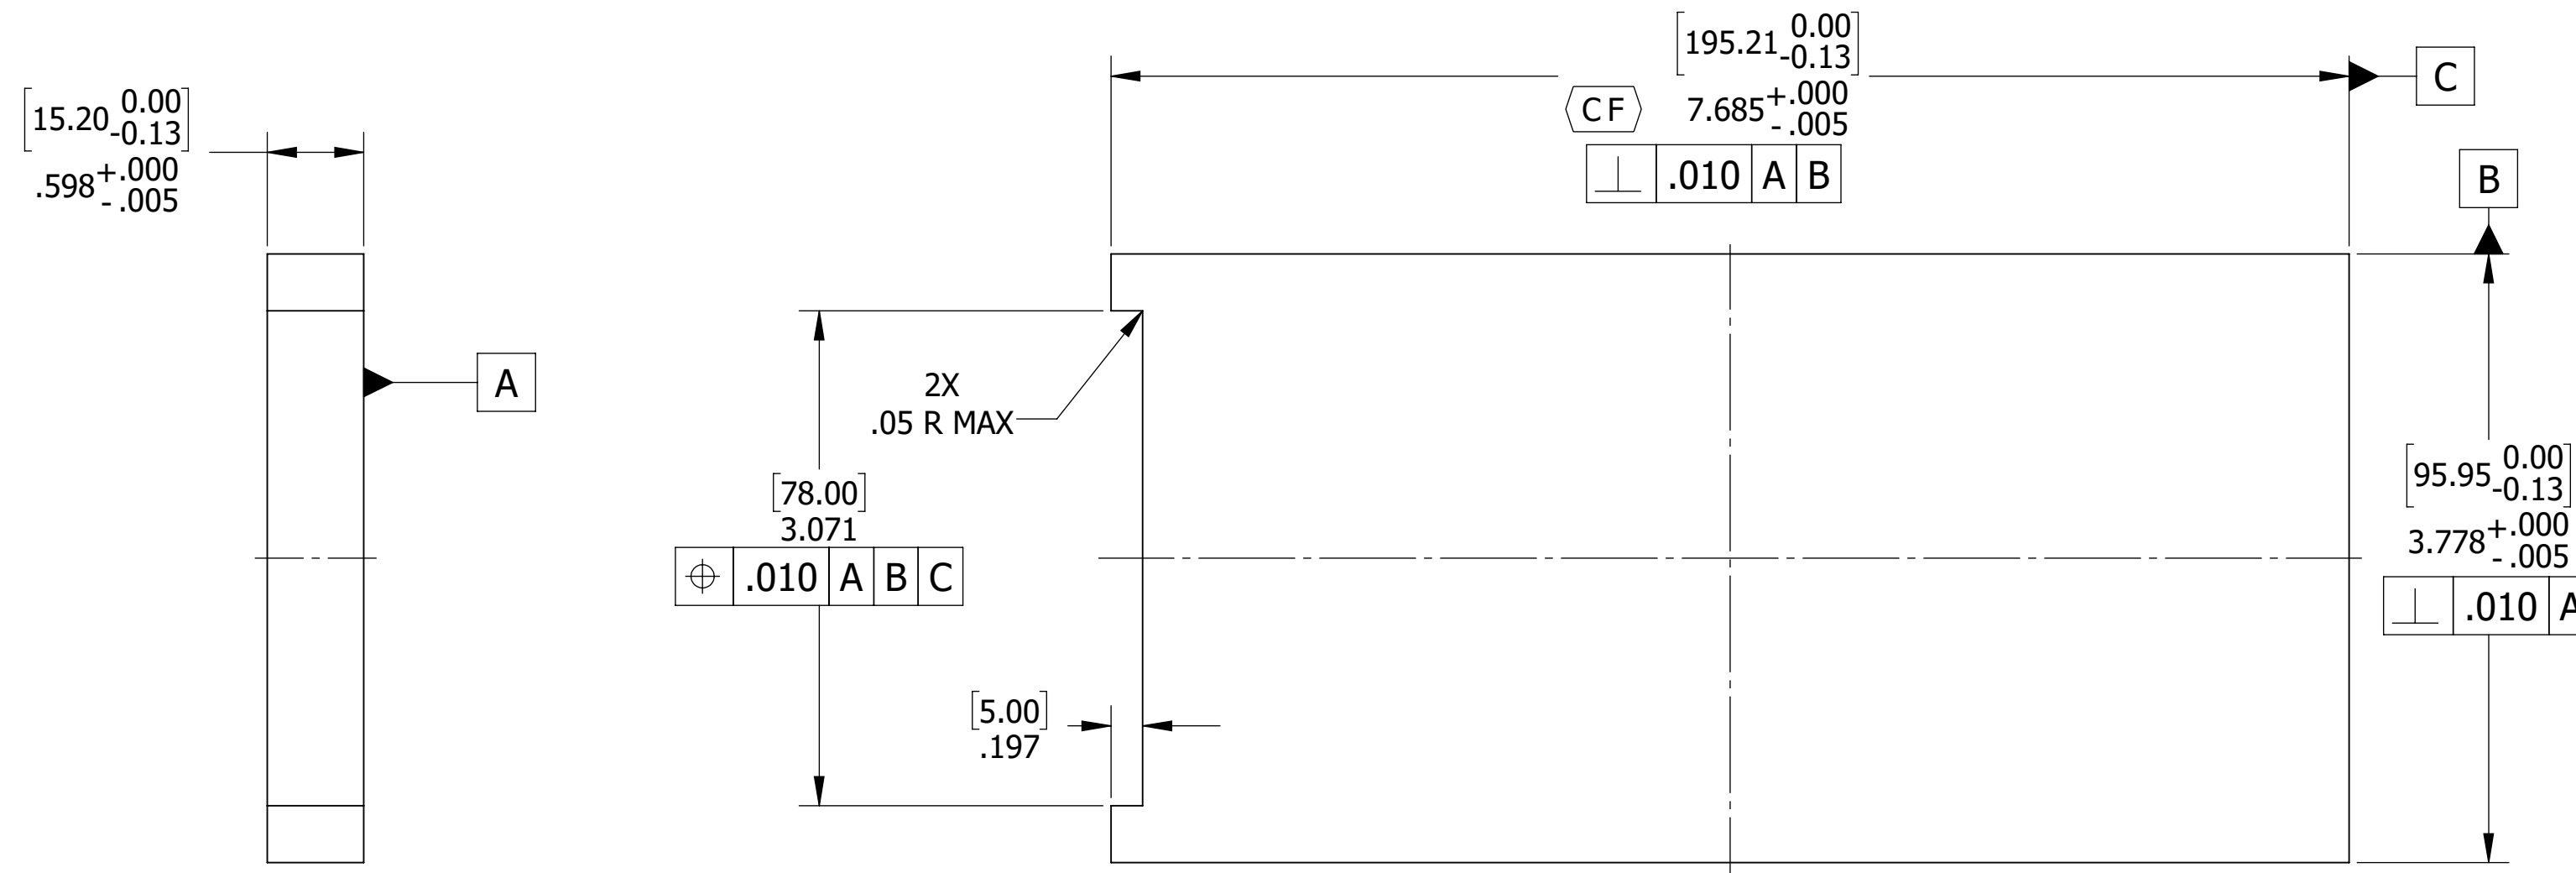 [15.20 0.00 -0.13]
.598 +.000 -.005
A
[195.21 0.00 -0.13]
CF 7.685 +.000 -.005
⊥ .010 A B
C
B
2X
.05 R MAX
[78.00]
3.071
⌖ .010 A B C
[5.00]
.197
[95.95 0.00 -0.13]
3.778 +.000 -.005
⊥ .010 A